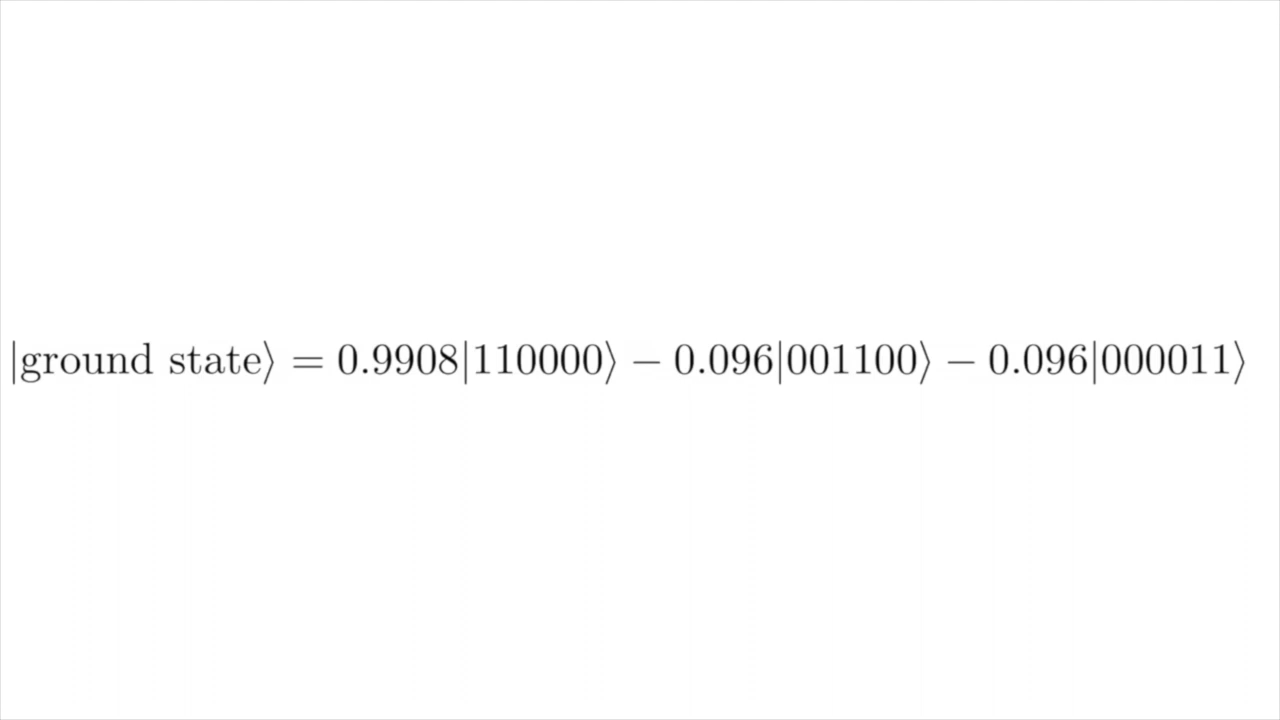 |ground state⟩ = 0.9908|110000⟩ − 0.096|001100⟩ − 0.096|000011⟩